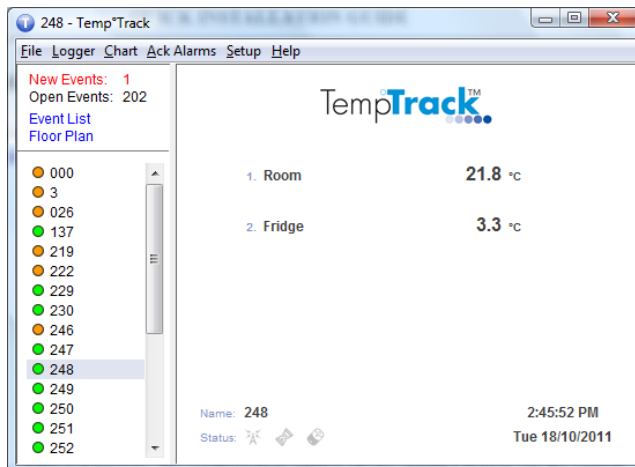 248 - Temp°Track
File Logger Chart Ack Alarms Setup Help
New Events: 1
Open Events: 202
Event List
Floor Plan
000
3
026
137
219
222
229
230
246
247
248
249
250
251
252
TempTrack™
1. Room 21.8 °C
2. Fridge 3.3 °C
Name: 248 2:45:52 PM
Status: Tue 18/10/2011